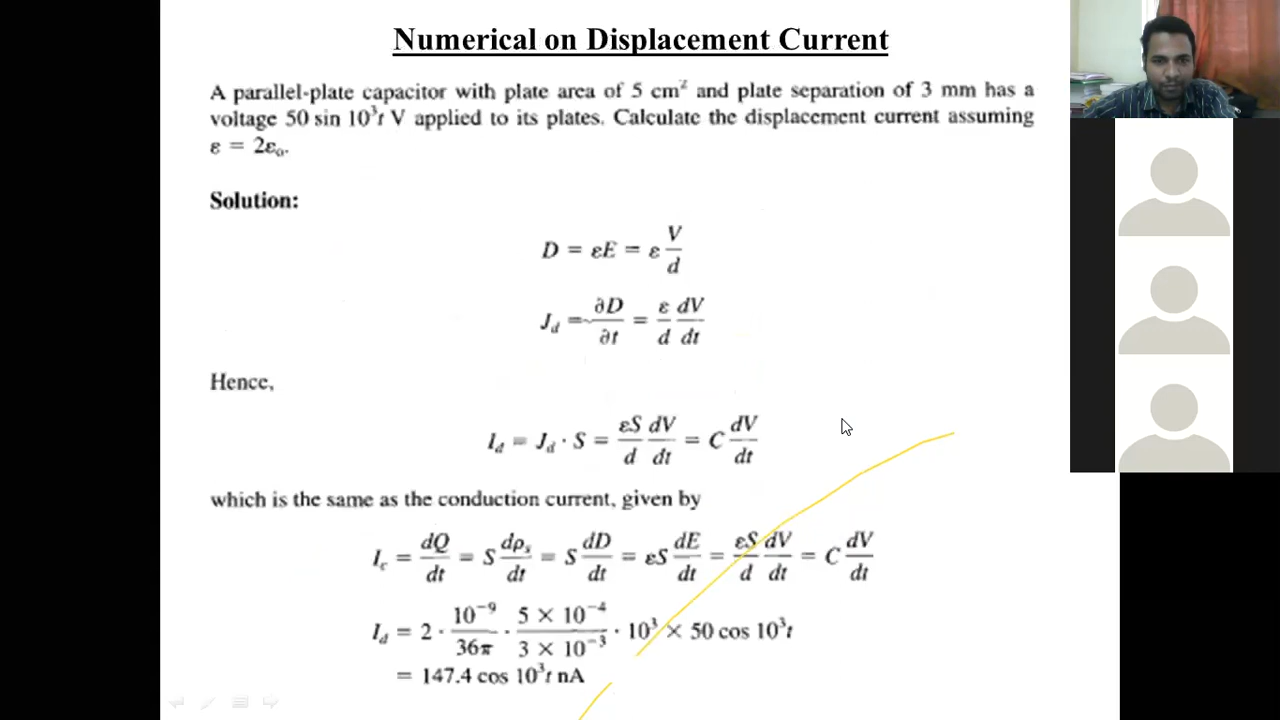 Numerical on Displacement Current
A parallel-plate capacitor with plate area of 5 cm² and plate separation of 3 mm has a
voltage 50 sin 10³t V applied to its plates. Calculate the displacement current assuming
ε = 2εₒ.
Solution:
D = εE = ε V/d
J_d = ∂D/∂t = ε/d dV/dt
Hence,
I_d = J_d · S = εS/d dV/dt = C dV/dt
which is the same as the conduction current, given by
I_c = dQ/dt = S dρ_s/dt = S dD/dt = εS dE/dt = εS/d dV/dt = C dV/dt
I_d = 2 · 10⁻⁹/36π · 5 × 10⁻⁴/3 × 10⁻³ · 10³ × 50 cos 10³t
= 147.4 cos 10³t nA